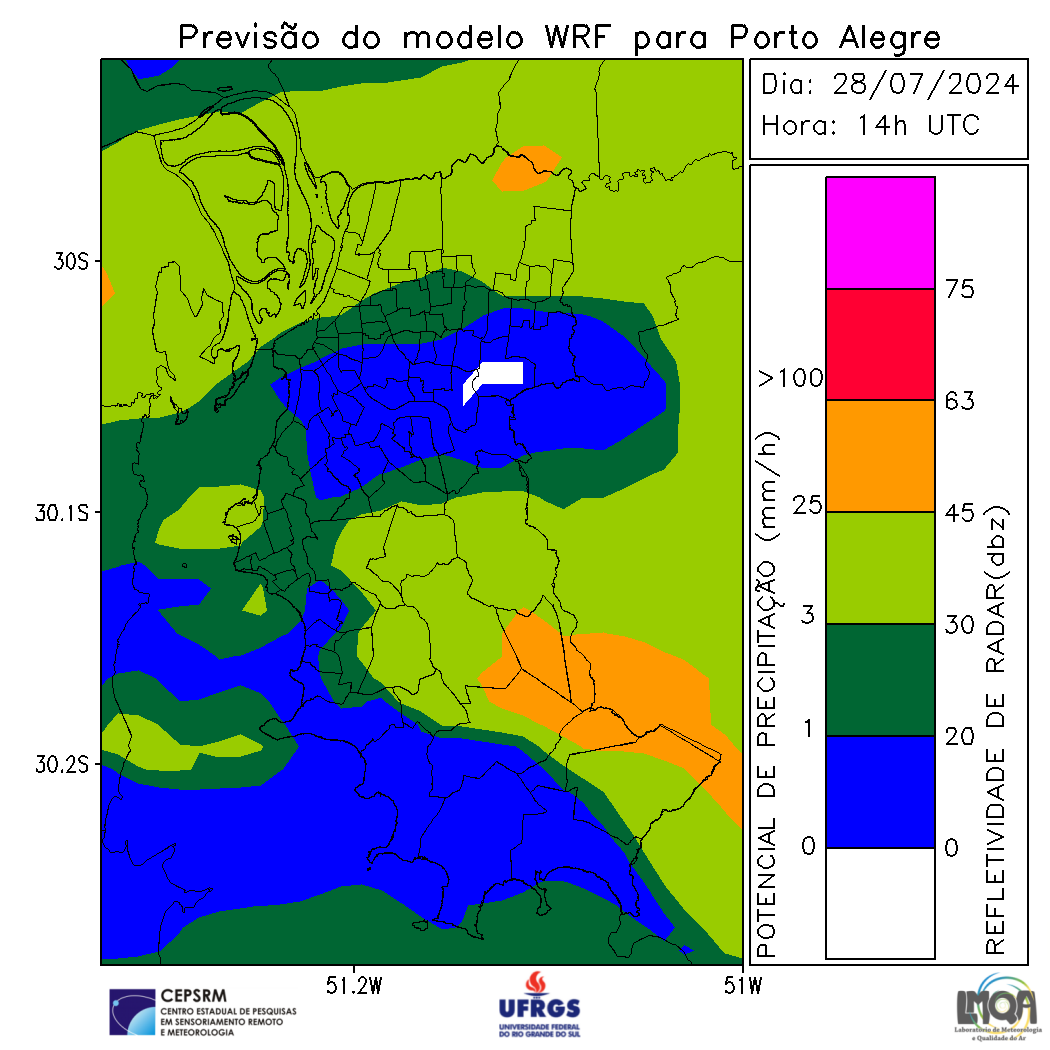 Previsão do modelo WRF para Porto Alegre
Dia: 28/07/2024
Hora: 14h UTC
30S
30.1S
30.2S
51.2W
51W
POTENCIAL DE PRECIPITAÇÃO (mm/h)
>100
25
3
1
0
75
63
45
30
20
0
REFLETIVIDADE DE RADAR(dbz)
CEPSRM
CENTRO ESTADUAL DE PESQUISAS
EM SENSORIAMENTO REMOTO
E METEOROLOGIA
UFRGS
UNIVERSIDADE FEDERAL
DO RIO GRANDE DO SUL
LMQA
Laboratório de Meteorologia
e Qualidade do Ar